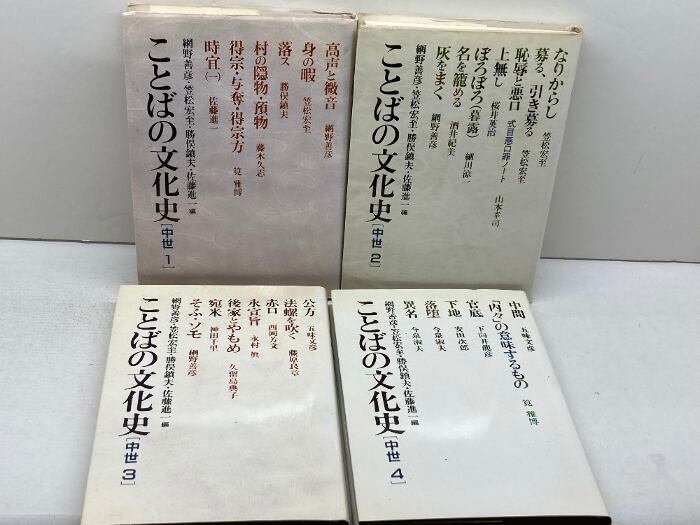 高声と微音 網野善彦
身の暇 笠松宏至
落ス 勝俣鎮夫
村の隠物・預物 藤木久志
得宗・与奪・得宗方 筧 雅博
時宜(一) 佐藤進一
網野善彦・笠松宏至・勝俣鎮夫・佐藤進一 編
ことばの文化史
[中世1]
なりからし 笠松宏至
募る、引き募る 笠松宏至
恥辱と悪口 式目悪口罪ノート 山本幸司
上無し 桜井英治
ぼろぼろ(暮露) 細川涼一
名を籠める 酒井紀美
灰をまく 網野善彦
網野善彦・笠松宏至・勝俣鎮夫・佐藤進一 編
ことばの文化史
[中世2]
公方 五味文彦
法螺を吹く 藤原良章
赤口 西岡芳文
永宣旨 永村 眞
後家とやもめ 久留島典子
宛米 神田千里
そふ・ソモ 網野善彦
網野善彦・笠松宏至・勝俣鎮夫・佐藤進一 編
ことばの文化史
[中世3]
中間 五味文彦
「内々」の意味するもの 筧 雅博
官底 下向井龍彦
下地 安田次郎
落堕 今泉淑夫
異名 今泉淑夫
網野善彦・笠松宏至・勝俣鎮夫・佐藤進一 編
ことばの文化史
[中世4]